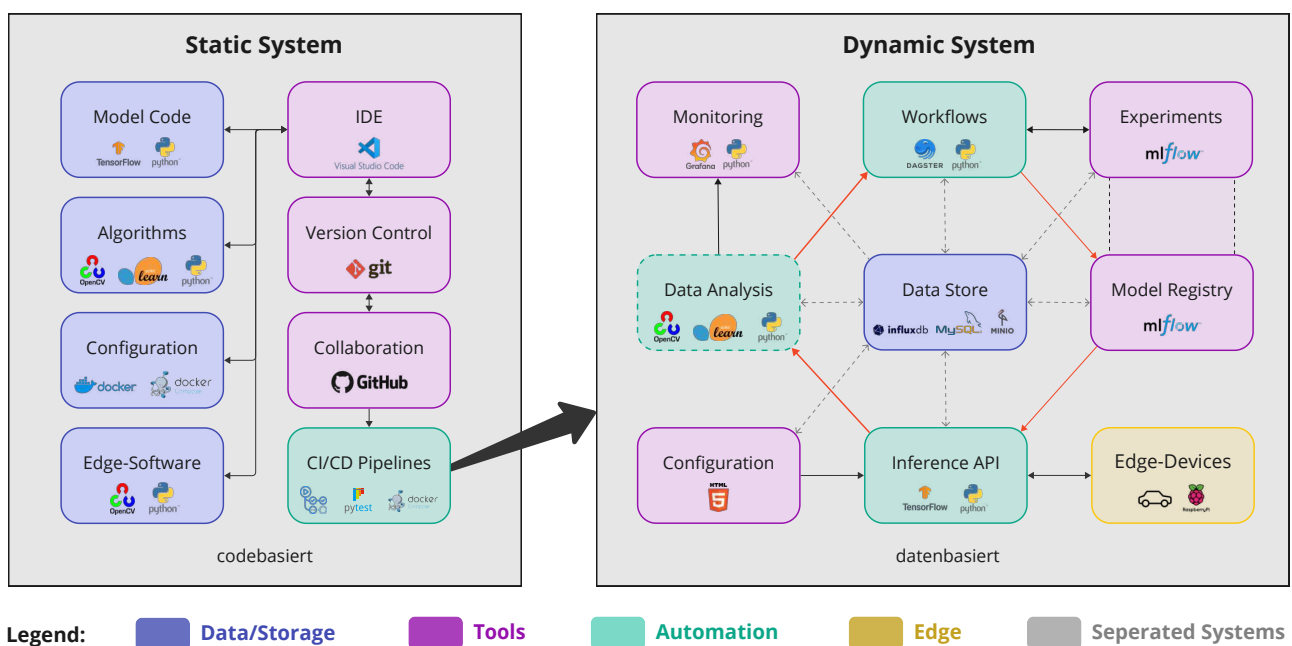 Static System
Model Code
TensorFlow python
IDE
Visual Studio Code
Algorithms
OpenCV learn python
Version Control
git
Configuration
docker docker
Collaboration
GitHub
Edge-Software
OpenCV python
CI/CD Pipelines
pytest docker
codebasiert
Dynamic System
Monitoring
Grafana python
Workflows
DAGSTER python
Experiments
mlflow
Data Analysis
OpenCV learn python
Data Store
influxdb MySQL MINIO
Model Registry
mlflow
Configuration
HTML
5
Inference API
TensorFlow python
Edge-Devices
RaspberryPi
datenbasiert
Legend: Data/Storage Tools Automation Edge Seperated Systems